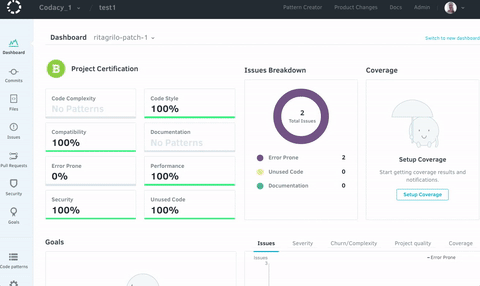 Codacy_1 / test1
Pattern Creator Product Changes Docs Admin
Dashboard ritagrilo-patch-1
Switch to new dashboard
Dashboard
Commits
Files
Issues
Pull Requests
Security
Goals
Code patterns
B Project Certification
Code Complexity
No Patterns
Code Style
100%
Compatibility
100%
Documentation
No Patterns
Error Prone
0%
Performance
100%
Security
100%
Unused Code
100%
Issues Breakdown
2
Total Issues
Error Prone 2
Unused Code 0
Documentation 0
Coverage
Setup Coverage
Start getting coverage results and
notifications.
Setup Coverage
Goals
Issues Severity Churn/Complexity Project quality Coverage
Issues
Error Prone